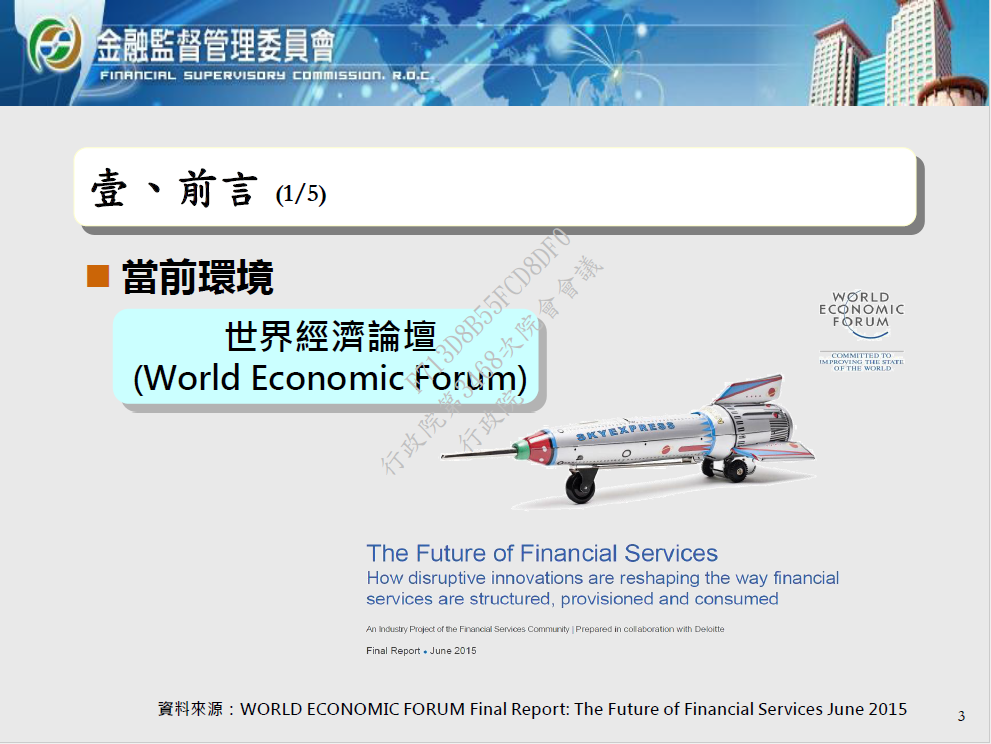 金融監督管理委員會
FINANCIAL SUPERVISORY COMMISSION, R.O.C.
壹、前言 (1/5)
當前環境
世界經濟論壇
(World Economic Forum)
行政院第3468次院會會議
行政院
13D8B55FCD8DF0
WORLD
ECONOMIC
FORUM
COMMITTED TO
IMPROVING THE STATE
OF THE WORLD
SKYEXPRESS
The Future of Financial Services
How disruptive innovations are reshaping the way financial
services are structured, provisioned and consumed
An Industry Project of the Financial Services Community | Prepared in collaboration with Deloitte
Final Report • June 2015
資料來源：WORLD ECONOMIC FORUM Final Report: The Future of Financial Services June 2015
3